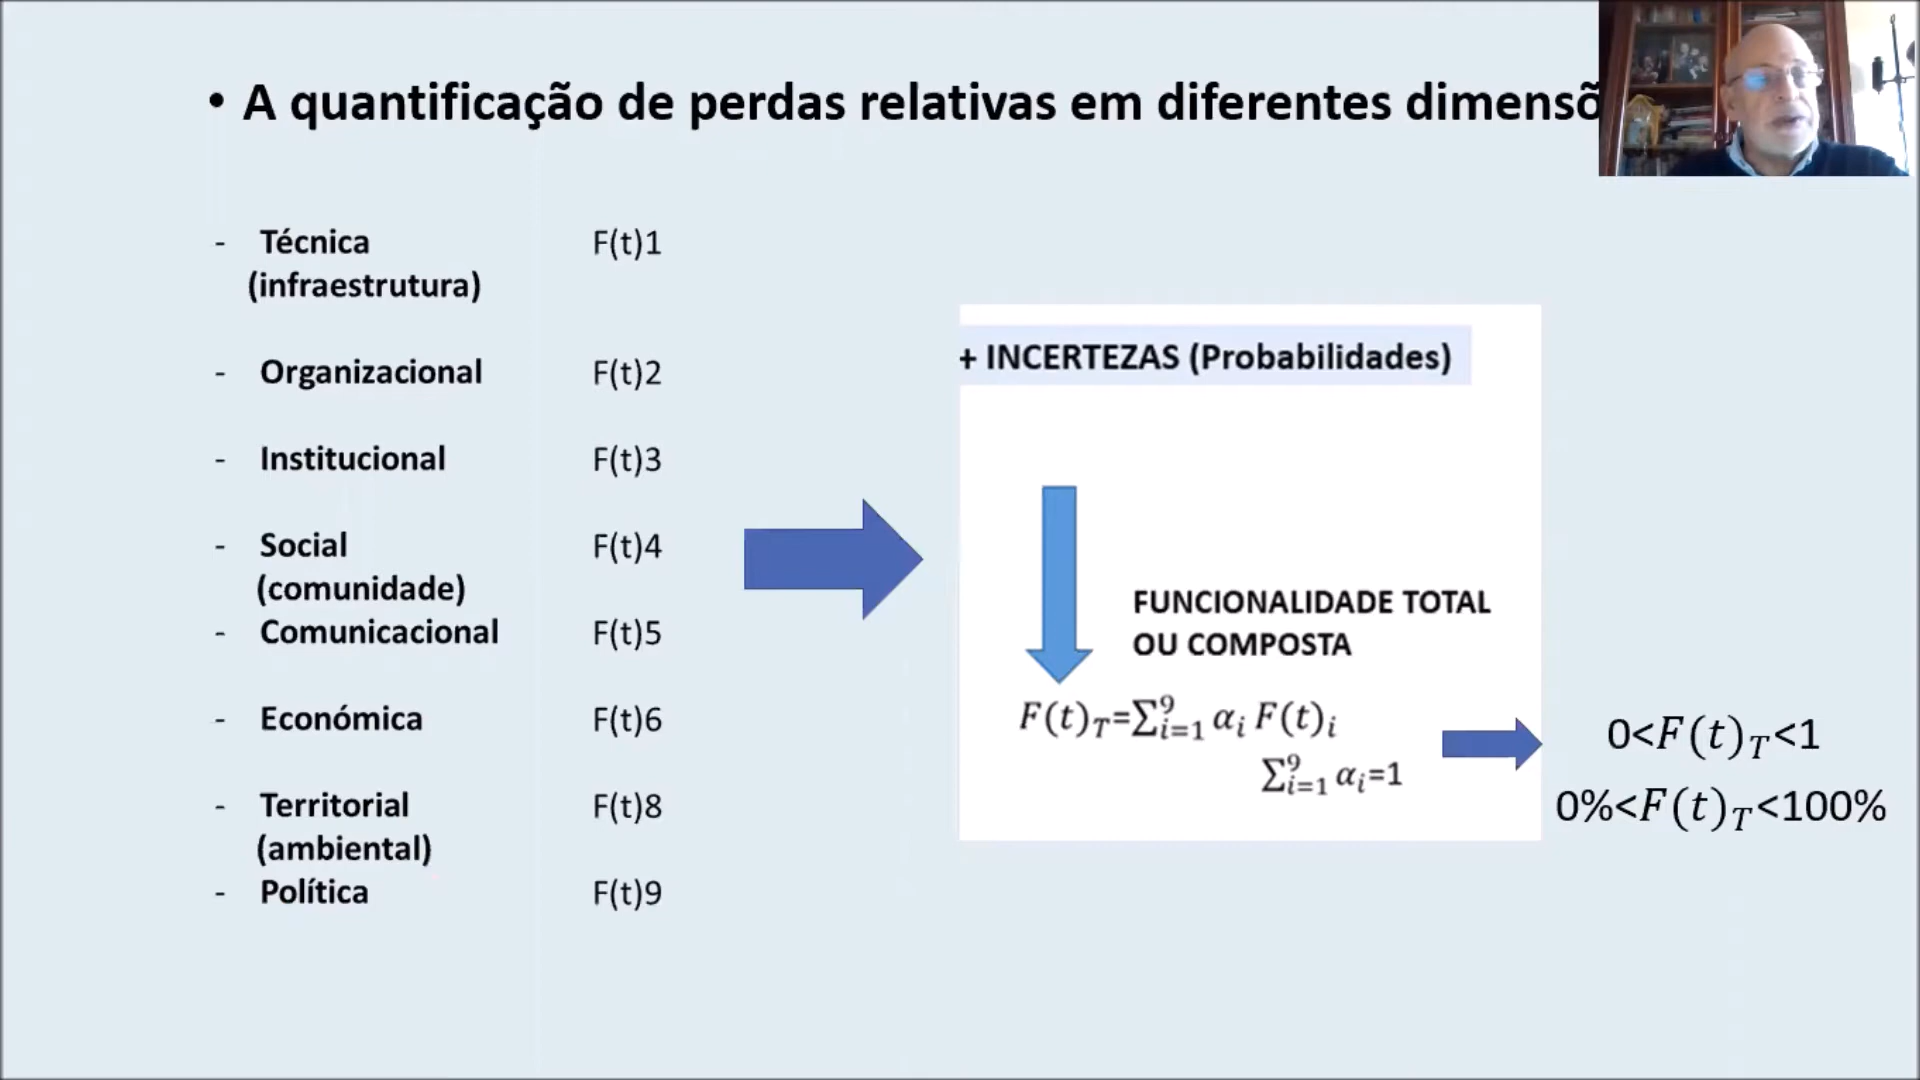 • A quantificação de perdas relativas em diferentes
- Técnica F(t)1
(infraestrutura)
- Organizacional F(t)2
- Institucional F(t)3
- Social F(t)4
(comunidade)
- Comunicacional F(t)5
- Económica F(t)6
- Territorial F(t)8
(ambiental)
- Política F(t)9
+ INCERTEZAS (Probabilidades)
FUNCIONALIDADE TOTAL
OU COMPOSTA
F(t)_T=∑_{i=1}^{9} α_i F(t)_i
∑_{i=1}^{9} α_i=1
0<F(t)_T<1
0%<F(t)_T<100%